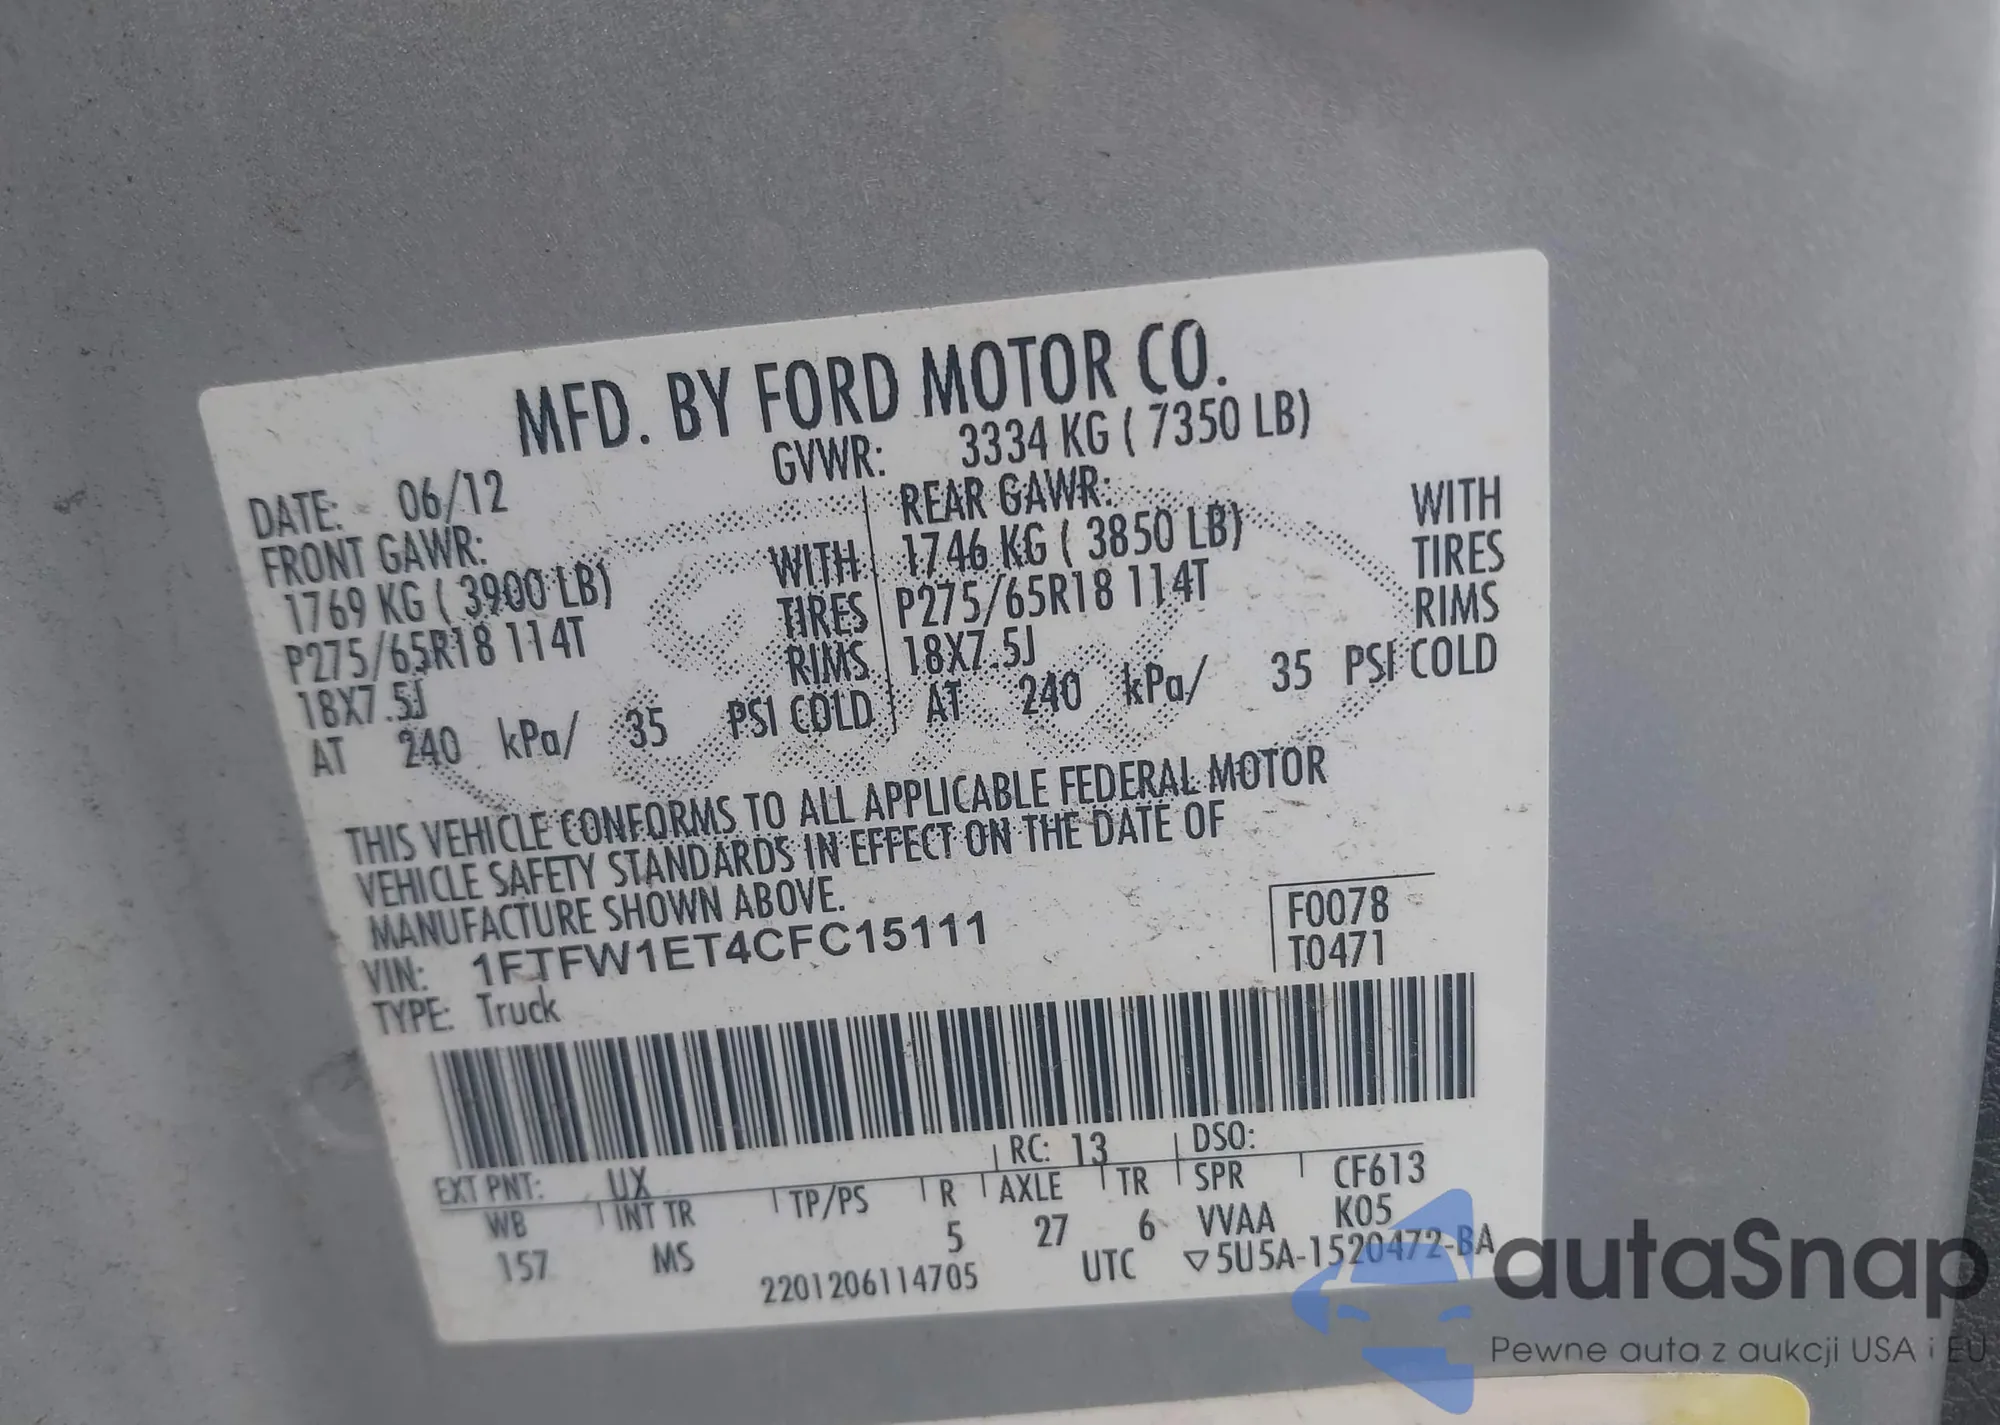 MFD. BY FORD MOTOR CO.
DATE: 06/12 GVWR: 3334 KG ( 7350 LB)
FRONT GAWR: REAR GAWR:
1769 KG ( 3900 LB) WITH 1746 KG ( 3850 LB) WITH
P275/65R18 114T TIRES P275/65R18 114T TIRES
18X7.5J RIMS 18X7.5J RIMS
AT 240 kPa/ 35 PSI COLD AT 240 kPa/ 35 PSI COLD
THIS VEHICLE CONFORMS TO ALL APPLICABLE FEDERAL MOTOR
VEHICLE SAFETY STANDARDS IN EFFECT ON THE DATE OF
MANUFACTURE SHOWN ABOVE.
VIN: 1FTFW1ET4CFC15111
TYPE: Truck
F0078
T0471
EXT PNT: UX RC: 13 DSO:
WB INT TR TP/PS R AXLE TR SPR CF613
157 MS 5 27 6 VVAA K05
2201206114705 UTC ▽5U5A-1520472-BA
autaSnap
Pewne auta z aukcji USA i EU